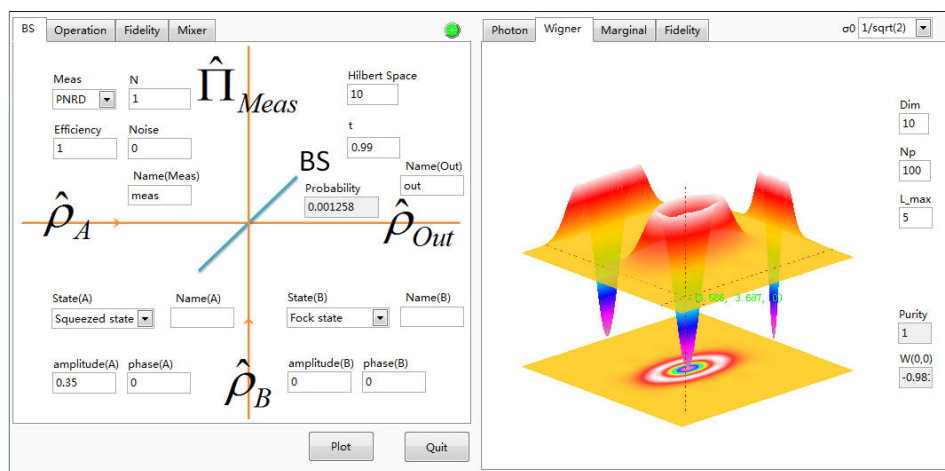 BS Operation Fidelity Mixer
Meas N
PNRD 1
Π̂Meas
Hilbert Space
10
Efficiency Noise
1 0
t
0.99
Name(Meas)
meas
BS
Probability
0.001258
Name(Out)
out
ρ̂A
ρ̂Out
State(A) Name(A)
Squeezed state
State(B) Name(B)
Fock state
amplitude(A) phase(A)
0.35 0
ρ̂B
amplitude(B) phase(B)
0 0
Plot Quit
Photon Wigner Marginal Fidelity
σ0 1/sqrt(2)
Dim
10
Np
100
L_max
5
Purity
1
W(0,0)
-0.98